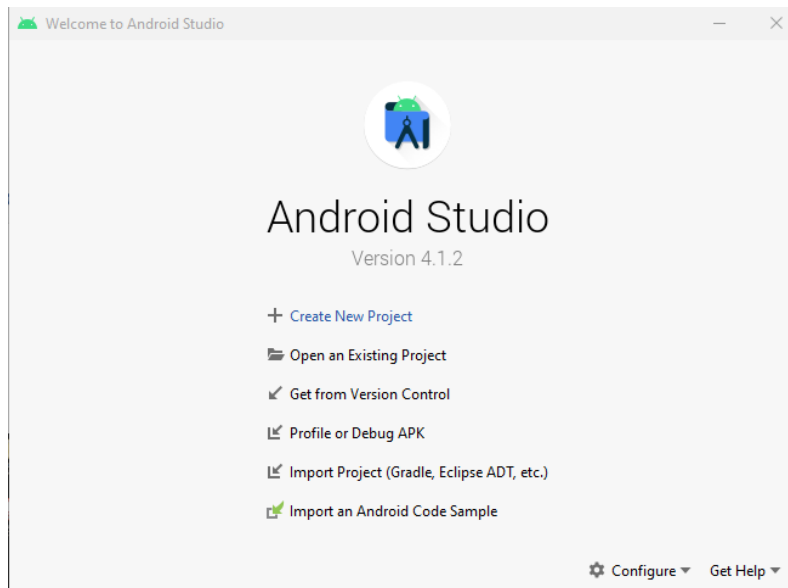 Welcome to Android Studio
Android Studio
Version 4.1.2
Create New Project
Open an Existing Project
Get from Version Control
Profile or Debug APK
Import Project (Gradle, Eclipse ADT, etc.)
Import an Android Code Sample
Configure Get Help